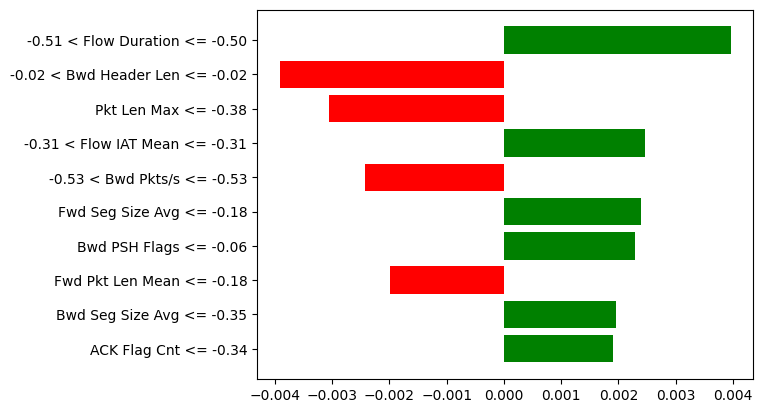 -0.51 < Flow Duration <= -0.50
-0.02 < Bwd Header Len <= -0.02
Pkt Len Max <= -0.38
-0.31 < Flow IAT Mean <= -0.31
-0.53 < Bwd Pkts/s <= -0.53
Fwd Seg Size Avg <= -0.18
Bwd PSH Flags <= -0.06
Fwd Pkt Len Mean <= -0.18
Bwd Seg Size Avg <= -0.35
ACK Flag Cnt <= -0.34
−0.004 −0.003 −0.002 −0.001 0.000 0.001 0.002 0.003 0.004